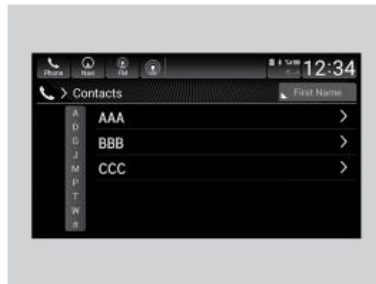 Phone Navi FM
12:34
Contacts
First Name
A
D
G
J
M
P
T
W
#
AAA
BBB
CCC